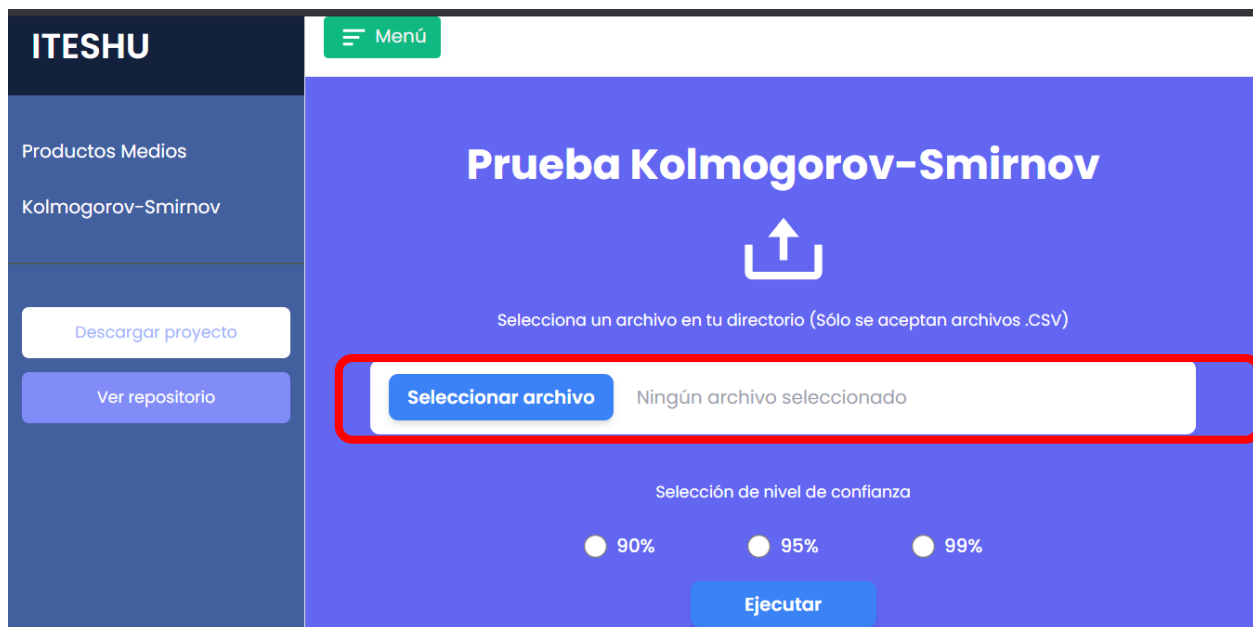 ITESHU
Menú
Productos Medios
Kolmogorov-Smirnov
Descargar proyecto
Ver repositorio
Prueba Kolmogorov-Smirnov
Selecciona un archivo en tu directorio (Sólo se aceptan archivos .CSV)
Seleccionar archivo Ningún archivo seleccionado
Selección de nivel de confianza
90% 95% 99%
Ejecutar